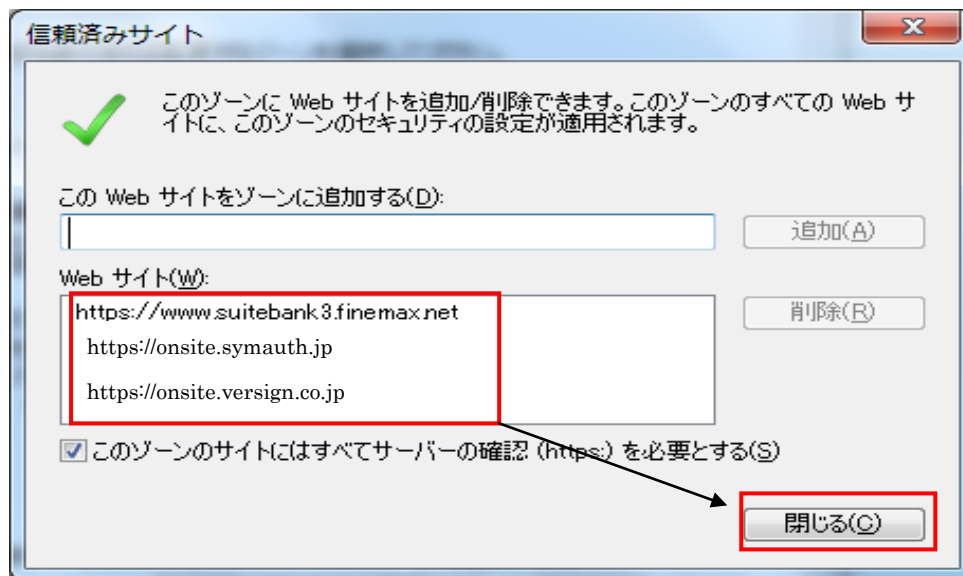 信頼済みサイト
このゾーンに Web サイトを追加/削除できます。このゾーンのすべての Web サ
イトに、このゾーンのセキュリティの設定が適用されます。
この Web サイトをゾーンに追加する(D):
追加(A)
Web サイト(W):
https://www.suitebank3.finemax.net
削除(R)
https://onsite.symauth.jp
https://onsite.versign.co.jp
このゾーンのサイトにはすべてサーバーの確認 (https:) を必要とする(S)
閉じる(C)